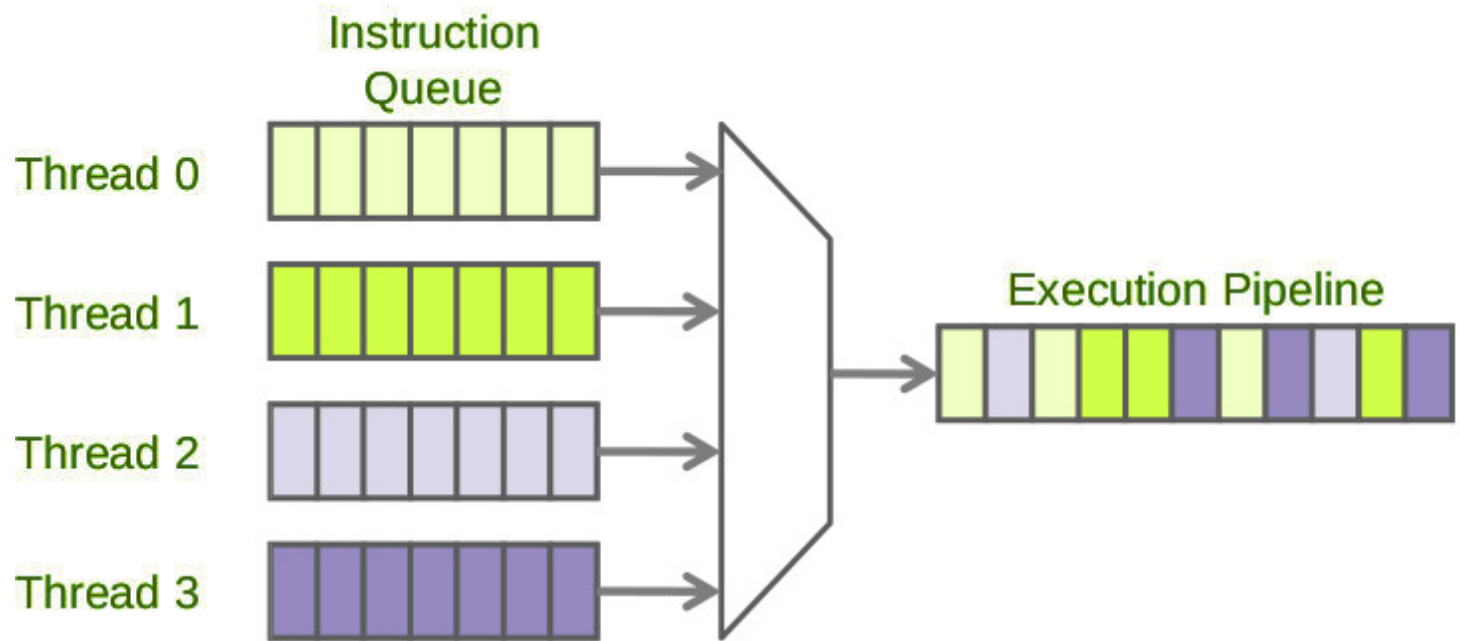 Instruction
Queue
Thread 0
Thread 1
Execution Pipeline
Thread 2
Thread 3